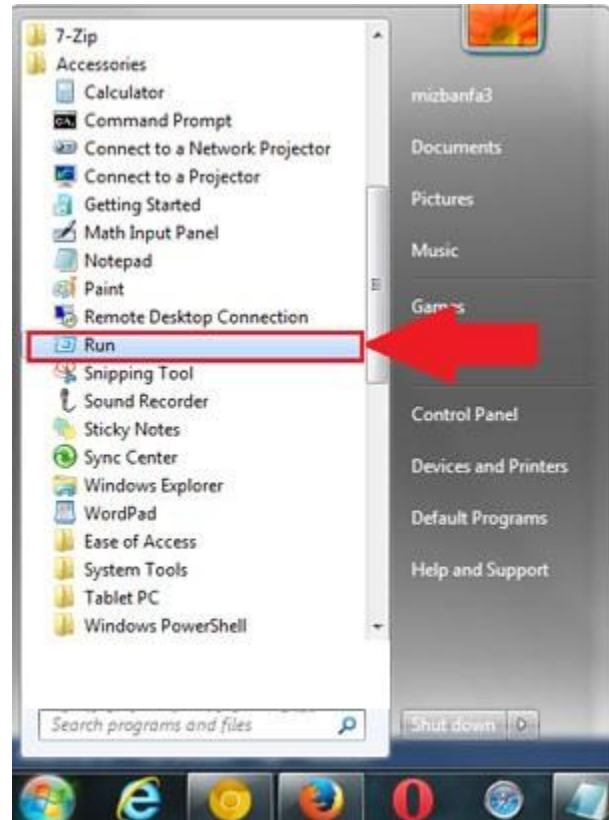 7-Zip
Accessories
Calculator
Command Prompt
Connect to a Network Projector
Connect to a Projector
Getting Started
Math Input Panel
Notepad
Paint
Remote Desktop Connection
Run
Snipping Tool
Sound Recorder
Sticky Notes
Sync Center
Windows Explorer
WordPad
Ease of Access
System Tools
Tablet PC
Windows PowerShell
Search programs and files
mizbanfa3
Documents
Pictures
Music
Games
Control Panel
Devices and Printers
Default Programs
Help and Support
Shut down